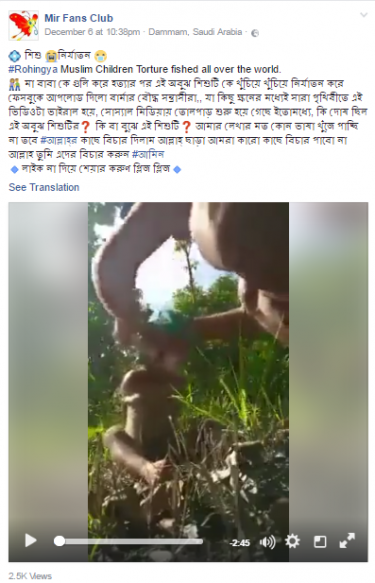 Mir Fans Club
December 6 at 10:38pm · Dammam, Saudi Arabia ·
শিশু নির্যাতন
#Rohingya Muslim Children Torture fished all over the world.
মা বাবা কে গুলি করে হত্যার পর এই অবুঝ শিশুটি কে খুঁচিয়ে খুঁচিয়ে নির্যাতন করে
ফেসবুকে আপলোড দিলো বার্মার বৌদ্ধ সন্ত্রাসীরা,, যা কিছু ক্ষনের মধ্যেই সারা পৃথিবীতে এই
ভিডিওটা ভাইরাল হয়ে, সোস্যাল মিডিয়ায় তোলপাড় শুরু হয়ে গেছে ইতোমধ্যে, কি দোষ ছিল
এই অবুঝ শিশুটির❓ কি বা বুঝে এই শিশুটি❓ আমার লেখার মত কোন ভাষা খুঁজে পাচ্ছি
না তবে #আল্লাহর কাছে বিচার দিলাম আল্লাহ ছাড়া আমরা কারো কাছে বিচার পাবো না
আল্লাহ তুমি এদের বিচার করুন #আমিন
লাইক না দিয়ে শেয়ার করুন প্লিজ প্লিজ
See Translation
-2:45
2.5K Views